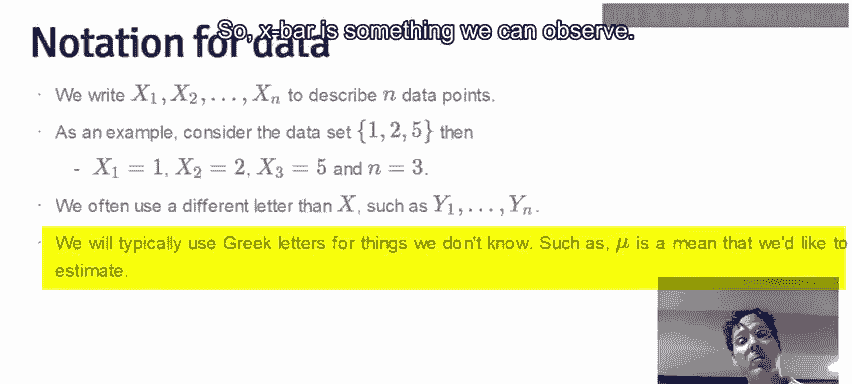 So, x-bar is something we can observe.
Notation for data
We write X₁, X₂, . . . , Xₙ to describe n data points.
As an example, consider the data set {1, 2, 5} then
- X₁ = 1, X₂ = 2, X₃ = 5 and n = 3.
We often use a different letter than X, such as Y₁, . . . , Yₙ.
We will typically use Greek letters for things we don't know. Such as, μ is a mean that we'd like to
estimate.